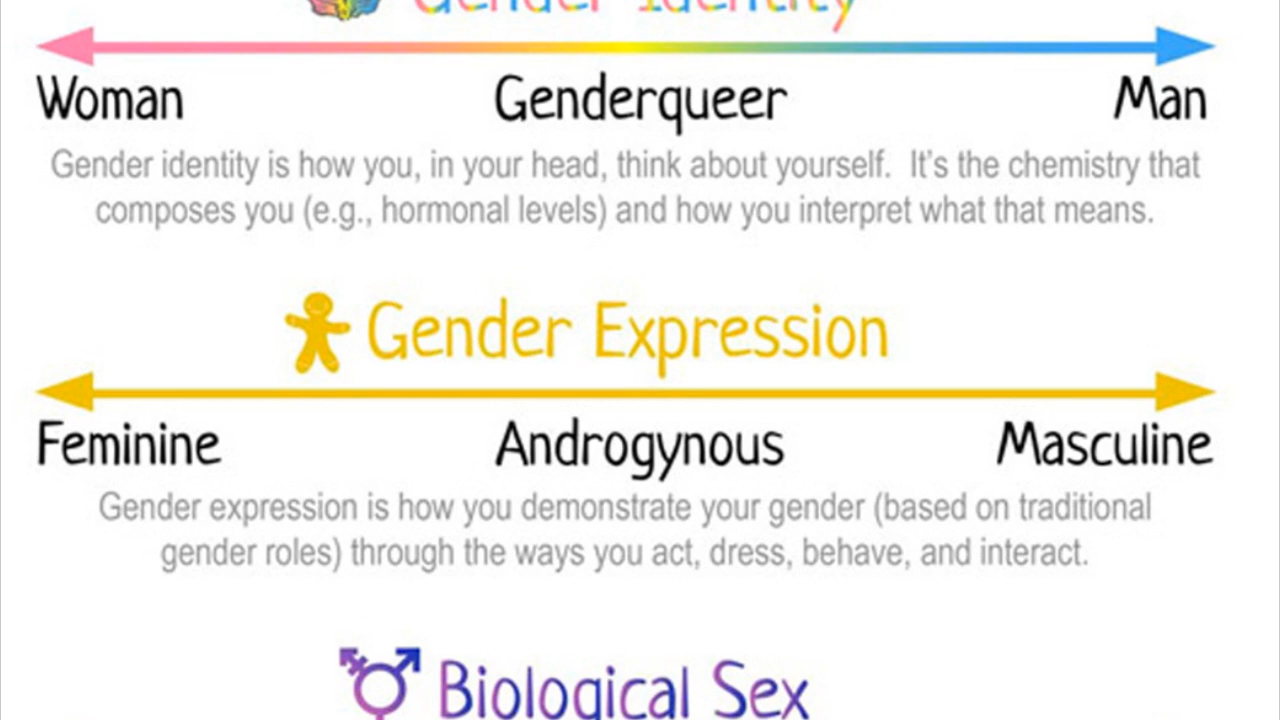 Gender Identity
Woman Genderqueer Man
Gender identity is how you, in your head, think about yourself. It's the chemistry that
composes you (e.g., hormonal levels) and how you interpret what that means.
Gender Expression
Feminine Androgynous Masculine
Gender expression is how you demonstrate your gender (based on traditional
gender roles) through the ways you act, dress, behave, and interact.
Biological Sex